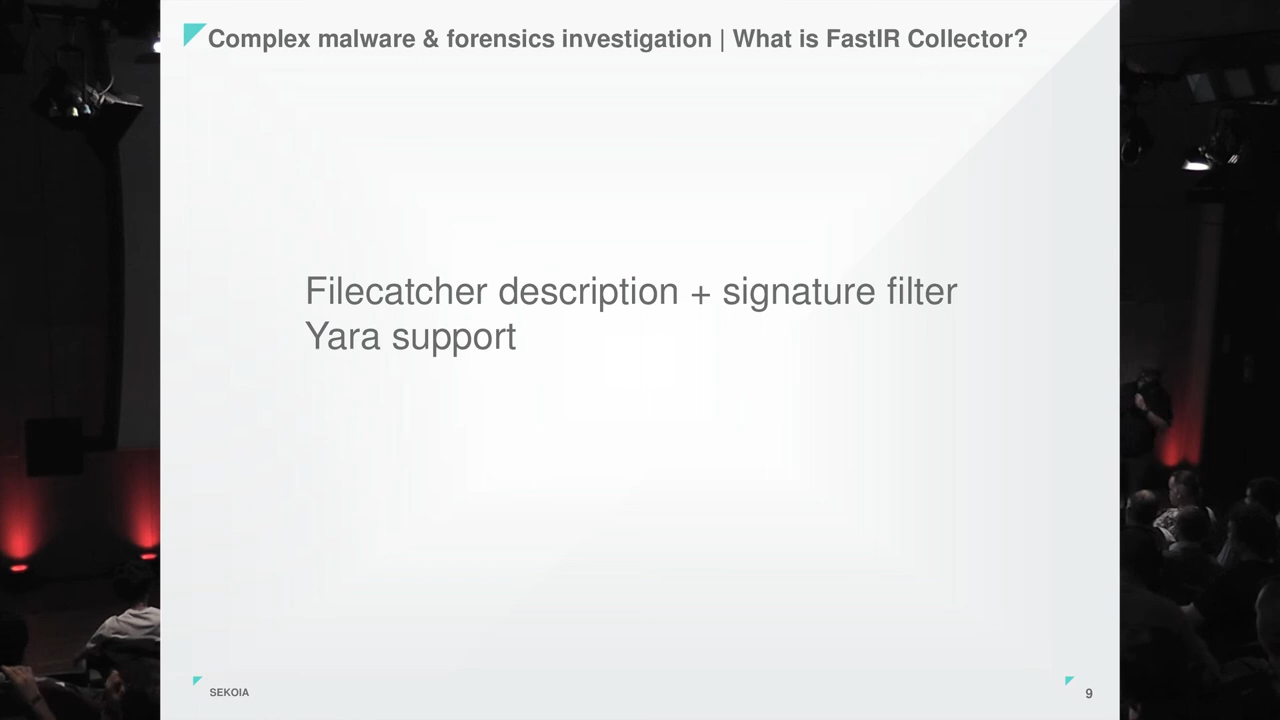 Complex malware & forensics investigation | What is FastIR Collector?
Filecatcher description + signature filter
Yara support
SEKOIA
9